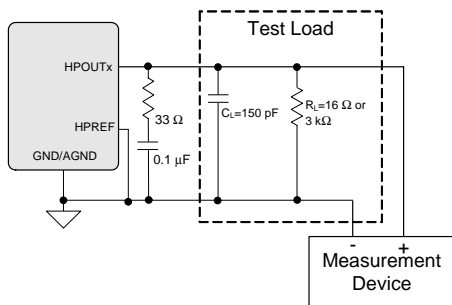 Test Load
HPOUTx
33 Ω
0.1 µF
HPREF
GND/AGND
CL=150 pF
RL=16 Ω or
3 kΩ
- +
Measurement
Device